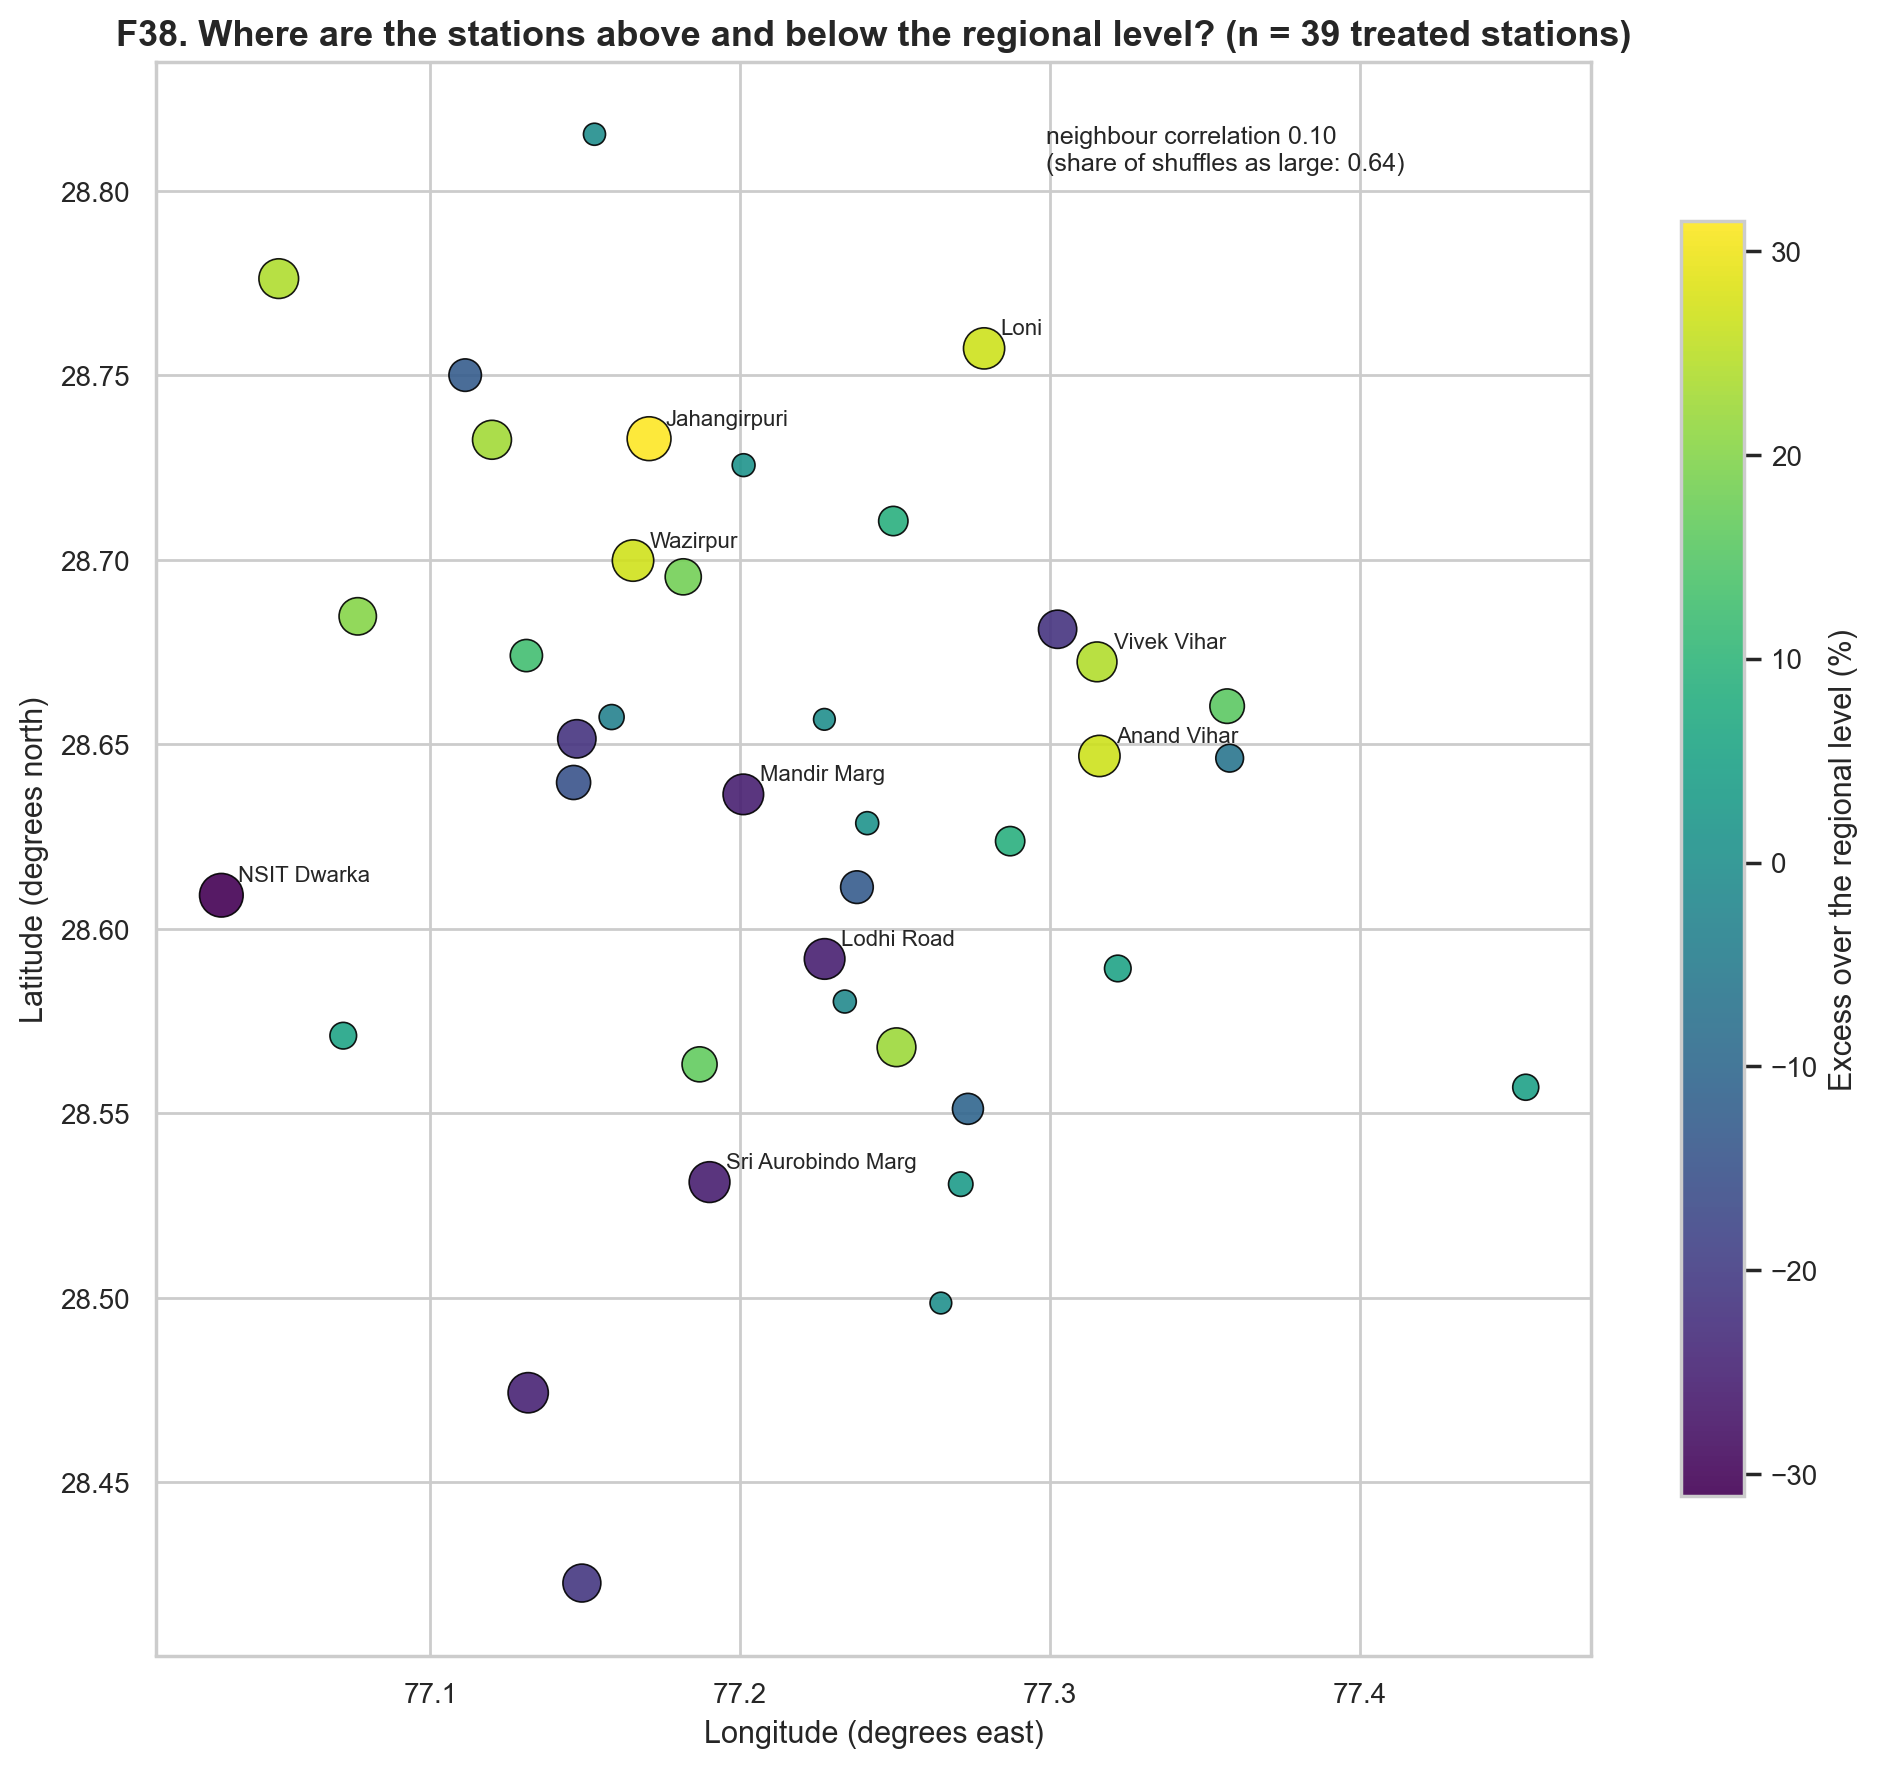 F38. Where are the stations above and below the regional level? (n = 39 treated stations)
neighbour correlation 0.10
(share of shuffles as large: 0.64)
Loni
Jahangirpuri
Wazirpur
Vivek Vihar
Anand Vihar
Mandir Marg
NSIT Dwarka
Lodhi Road
Sri Aurobindo Marg
28.80
28.75
28.70
28.65
28.60
28.55
28.50
28.45
Latitude (degrees north)
77.1
77.2
77.3
77.4
Longitude (degrees east)
30
20
10
0
−10
−20
−30
Excess over the regional level (%)